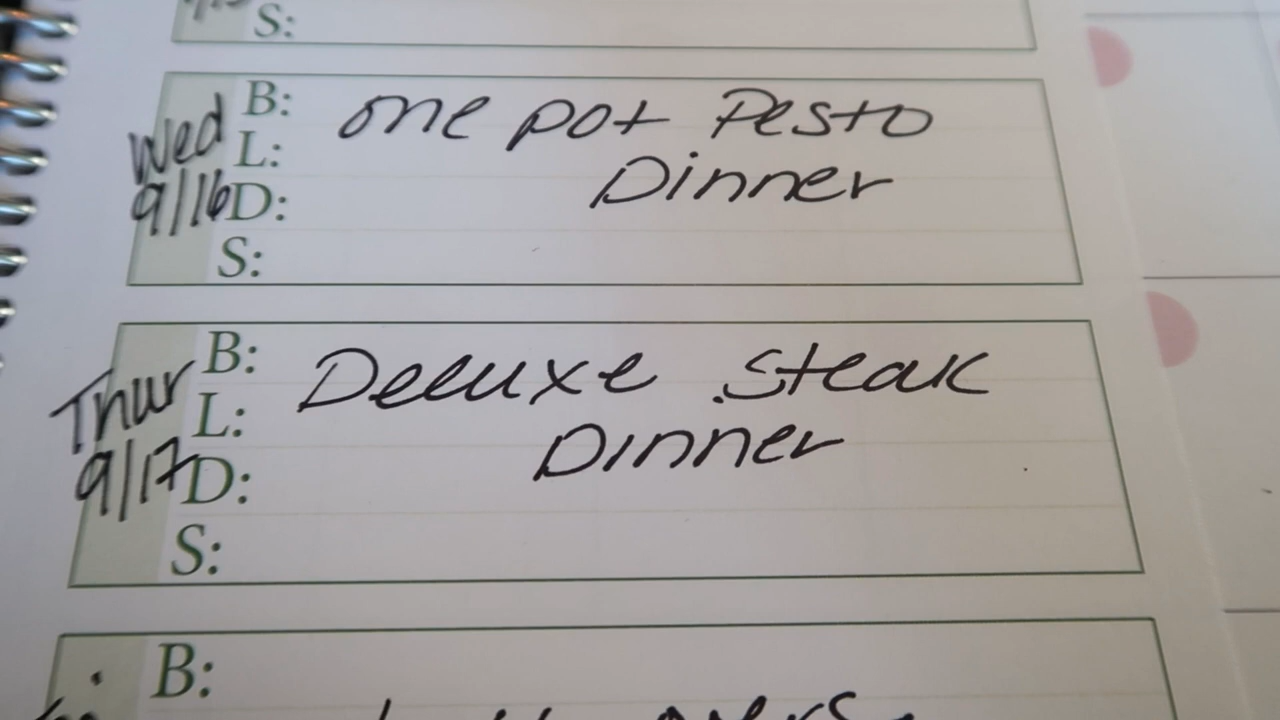 S:
Wed
9/16
B: One pot Pesto
L:
Dinner
D:
S:
Thur
9/17
B: Deluxe Steak
L:
Dinner
D:
S:
B: